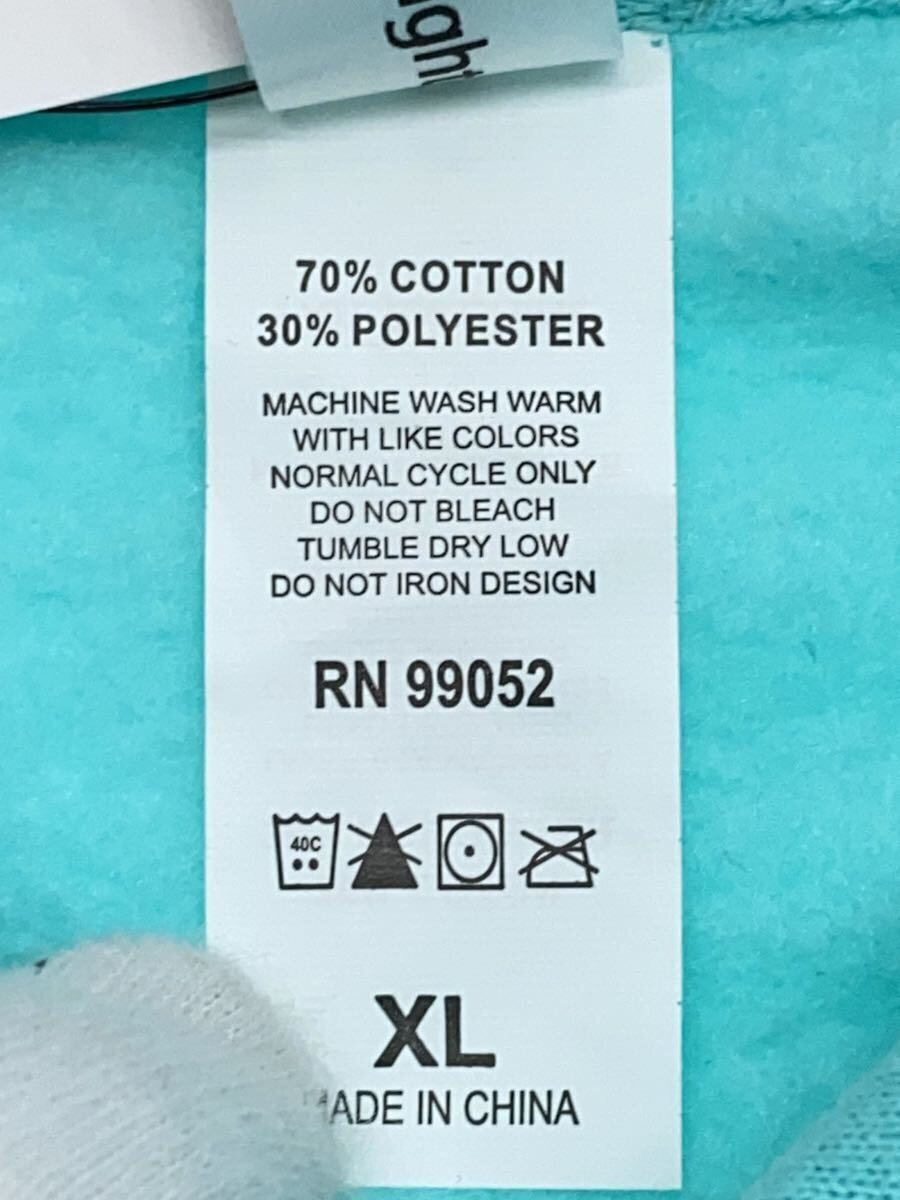 70% COTTON
30% POLYESTER
MACHINE WASH WARM
WITH LIKE COLORS
NORMAL CYCLE ONLY
DO NOT BLEACH
TUMBLE DRY LOW
DO NOT IRON DESIGN
RN 99052
40C
XL
MADE IN CHINA